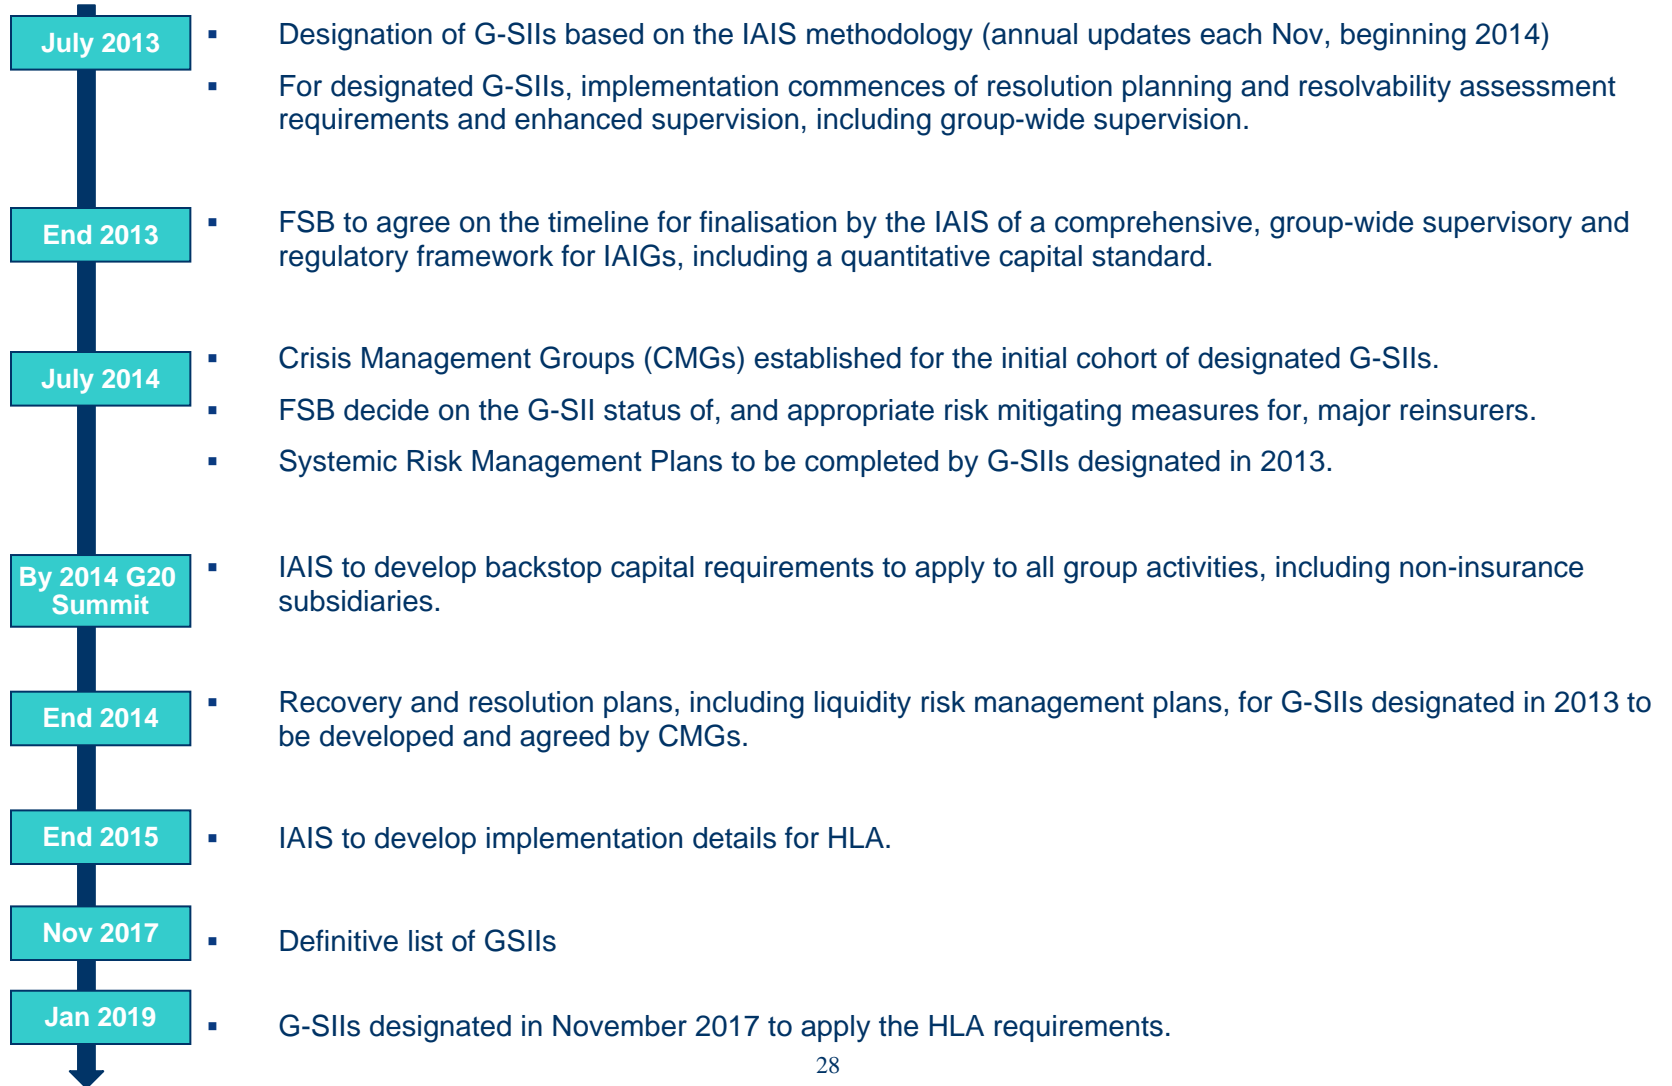 July 2013
▪ Designation of G-SIIs based on the IAIS methodology (annual updates each Nov, beginning 2014)
▪ For designated G-SIIs, implementation commences of resolution planning and resolvability assessment
requirements and enhanced supervision, including group-wide supervision.
End 2013
▪ FSB to agree on the timeline for finalisation by the IAIS of a comprehensive, group-wide supervisory and
regulatory framework for IAIGs, including a quantitative capital standard.
July 2014
▪ Crisis Management Groups (CMGs) established for the initial cohort of designated G-SIIs.
▪ FSB decide on the G-SII status of, and appropriate risk mitigating measures for, major reinsurers.
▪ Systemic Risk Management Plans to be completed by G-SIIs designated in 2013.
By 2014 G20
Summit
▪ IAIS to develop backstop capital requirements to apply to all group activities, including non-insurance
subsidiaries.
End 2014
▪ Recovery and resolution plans, including liquidity risk management plans, for G-SIIs designated in 2013 to
be developed and agreed by CMGs.
End 2015
▪ IAIS to develop implementation details for HLA.
Nov 2017
▪ Definitive list of GSIIs
Jan 2019
▪ G-SIIs designated in November 2017 to apply the HLA requirements.
28